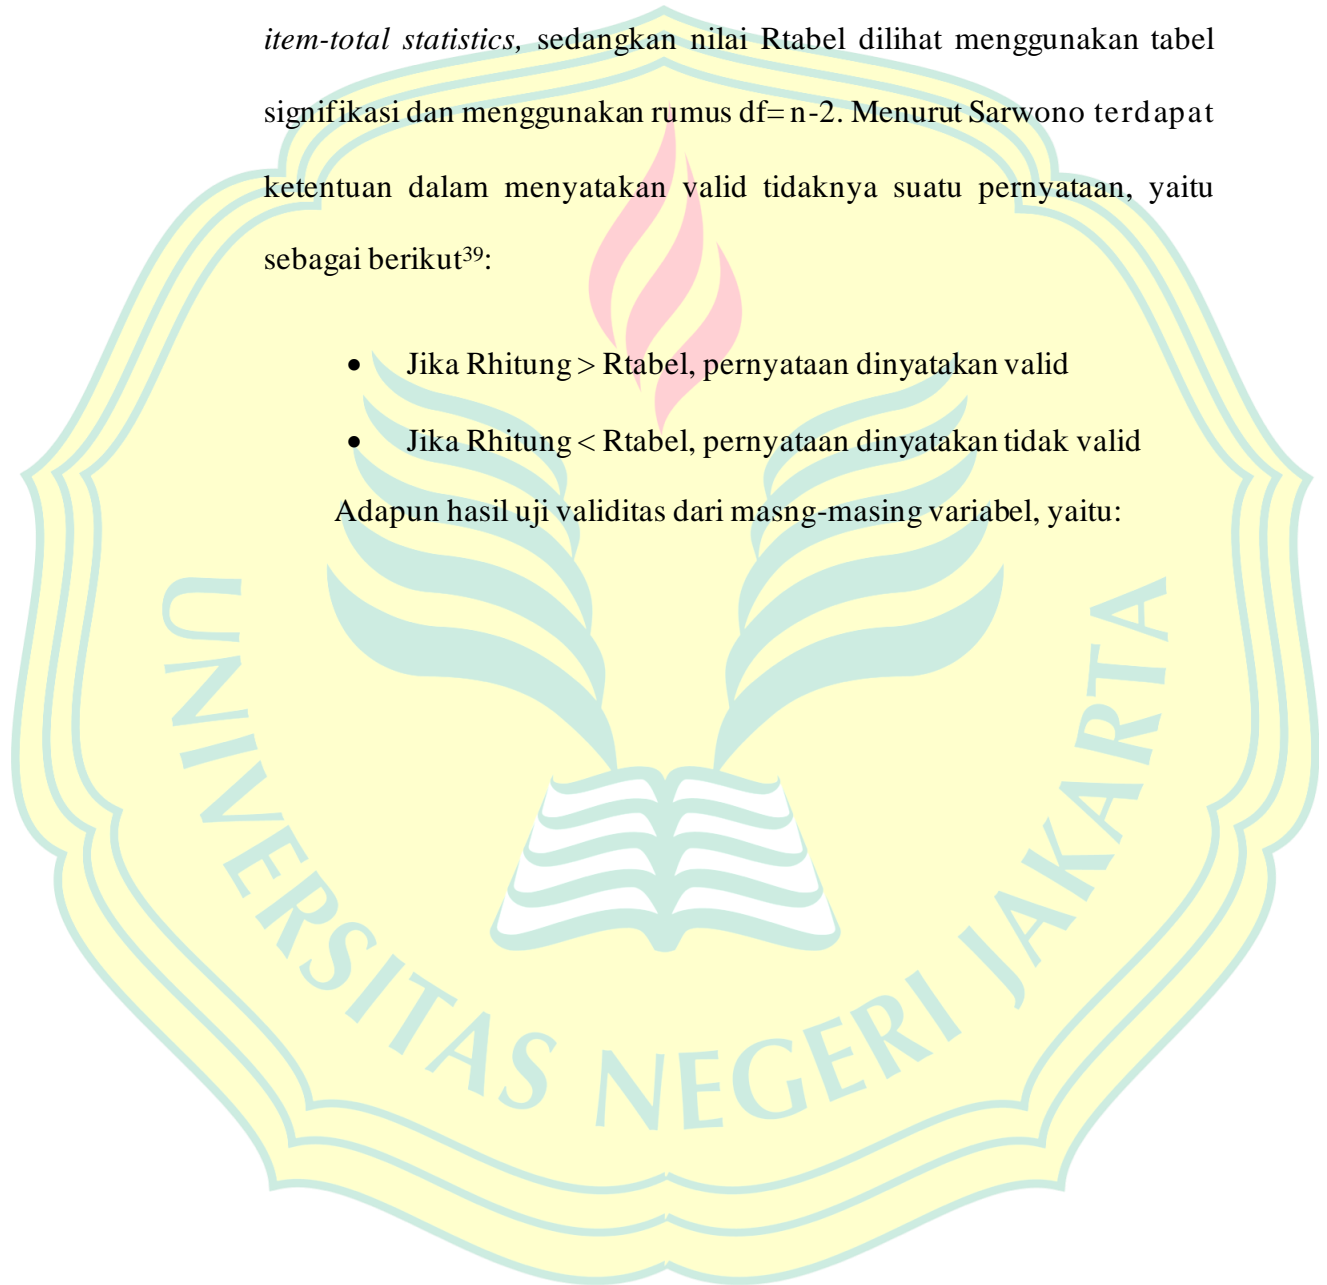 item-total statistics, sedangkan nilai Rtabel dilihat menggunakan tabel
signifikasi dan menggunakan rumus df= n-2. Menurut Sarwono terdapat
ketentuan dalam menyatakan valid tidaknya suatu pernyataan, yaitu
sebagai berikut³⁹:
• Jika Rhitung > Rtabel, pernyataan dinyatakan valid
• Jika Rhitung < Rtabel, pernyataan dinyatakan tidak valid
Adapun hasil uji validitas dari masng-masing variabel, yaitu:
UNIVERSITAS NEGERI JAKARTA